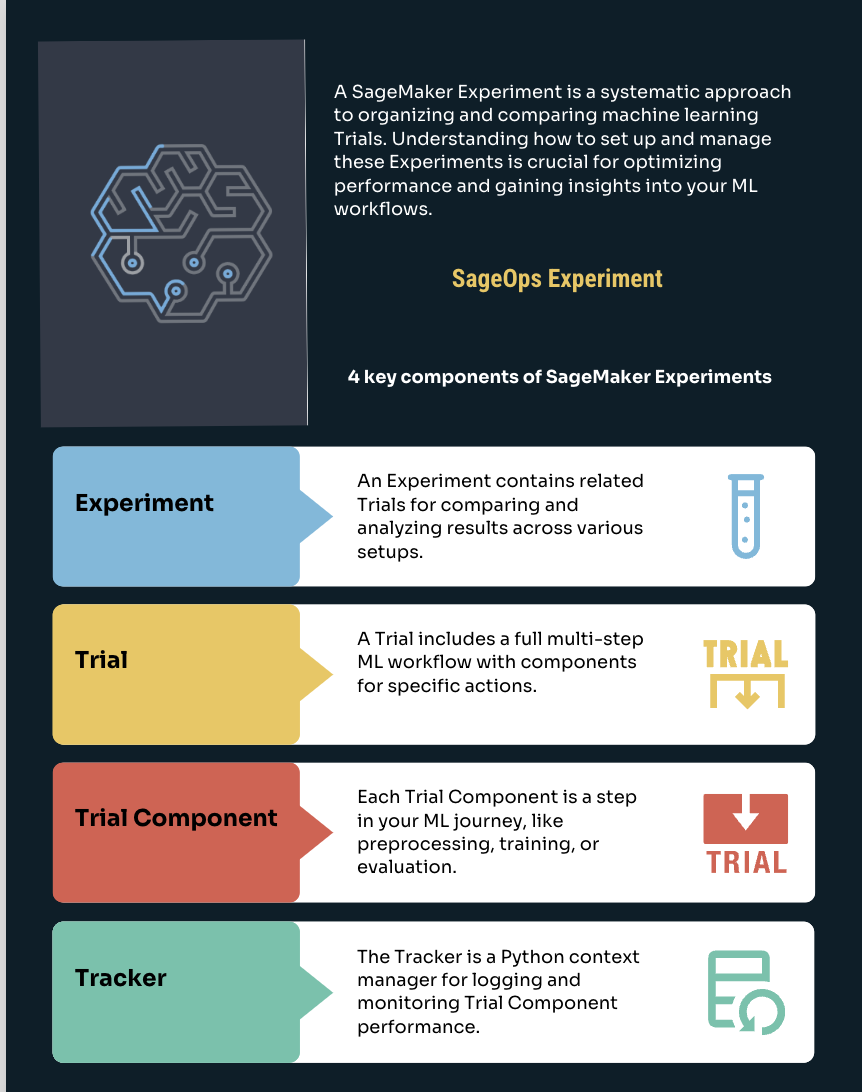 A SageMaker Experiment is a systematic approach
to organizing and comparing machine learning
Trials. Understanding how to set up and manage
these Experiments is crucial for optimizing
performance and gaining insights into your ML
workflows.
SageOps Experiment
4 key components of SageMaker Experiments
Experiment
An Experiment contains related
Trials for comparing and
analyzing results across various
setups.
Trial
A Trial includes a full multi-step
ML workflow with components
for specific actions.
TRIAL
Trial Component
Each Trial Component is a step
in your ML journey, like
preprocessing, training, or
evaluation.
TRIAL
Tracker
The Tracker is a Python context
manager for logging and
monitoring Trial Component
performance.